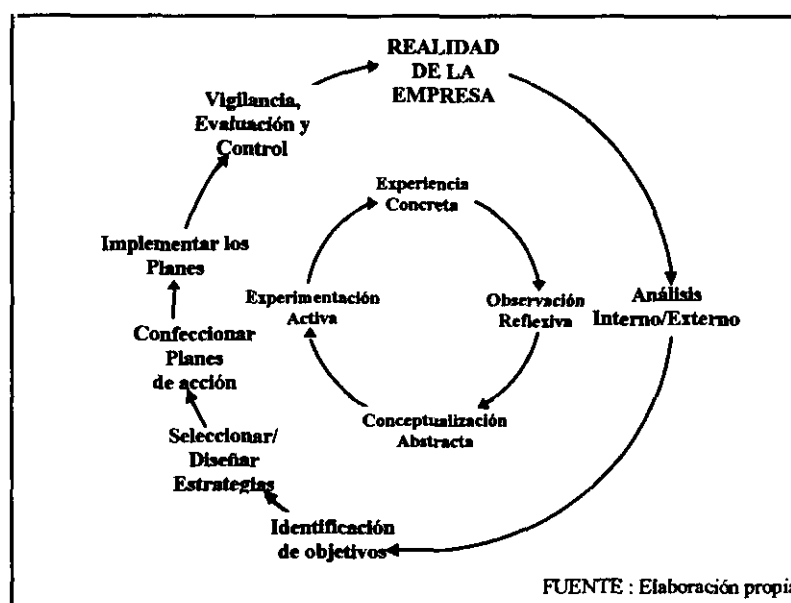 REALIDAD
DE LA
EMPRESA
Vigilancia,
Evaluación y
Control
Experiencia
Concreta
Implementar los
Planes
Experimentación
Activa
Observación
Reflexiva
Análisis
Interno/Externo
Confeccionar
Planes
de acción
Conceptualización
Abstracta
Seleccionar/
Diseñar
Estrategias
Identificación
de objetivos
FUENTE : Elaboración propia